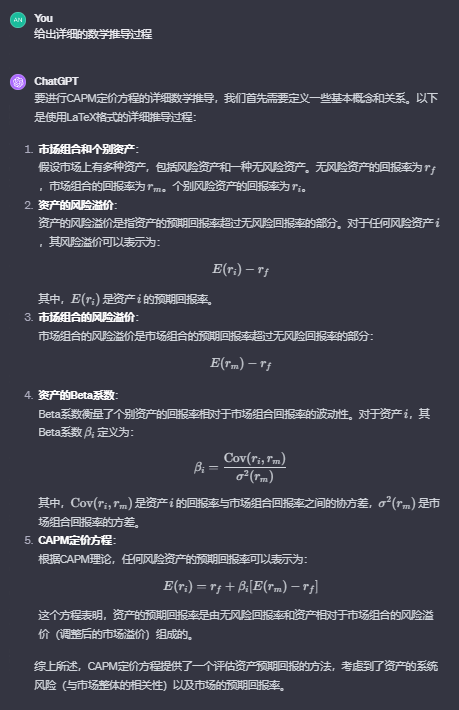 AN You
给出详细的数学推导过程
ChatGPT
要进行CAPM定价方程的详细数学推导，我们首先需要定义一些基本概念和关系。以下
是使用LaTeX格式的详细推导过程：
1. 市场组合和个别资产：
假设市场上有多种资产，包括风险资产和一种无风险资产。无风险资产的回报率为 r_f
，市场组合的回报率为 r_m。个别风险资产的回报率为 r_i。
2. 资产的风险溢价：
资产的风险溢价是指资产的预期回报率超过无风险回报率的部分。对于任何风险资产 i
，其风险溢价可以表示为：
E(r_i) − r_f
其中，E(r_i) 是资产 i 的预期回报率。
3. 市场组合的风险溢价：
市场组合的风险溢价是市场组合的预期回报率超过无风险回报率的部分：
E(r_m) − r_f
4. 资产的Beta系数：
Beta系数衡量了个别资产的回报率相对于市场组合回报率的波动性。对于资产 i，其
Beta系数 β_i 定义为：
β_i = Cov(r_i, r_m) / σ²(r_m)
其中，Cov(r_i, r_m) 是资产 i 的回报率与市场组合回报率之间的协方差，σ²(r_m) 是市
场组合回报率的方差。
5. CAPM定价方程：
根据CAPM理论，任何风险资产的预期回报率可以表示为：
E(r_i) = r_f + β_i[E(r_m) − r_f]
这个方程表明，资产的预期回报率是由无风险回报率和资产相对于市场组合的风险溢
价（调整后的市场溢价）组成的。
综上所述，CAPM定价方程提供了一个评估资产预期回报的方法，考虑到了资产的系统
风险（与市场整体的相关性）以及市场的预期回报率。